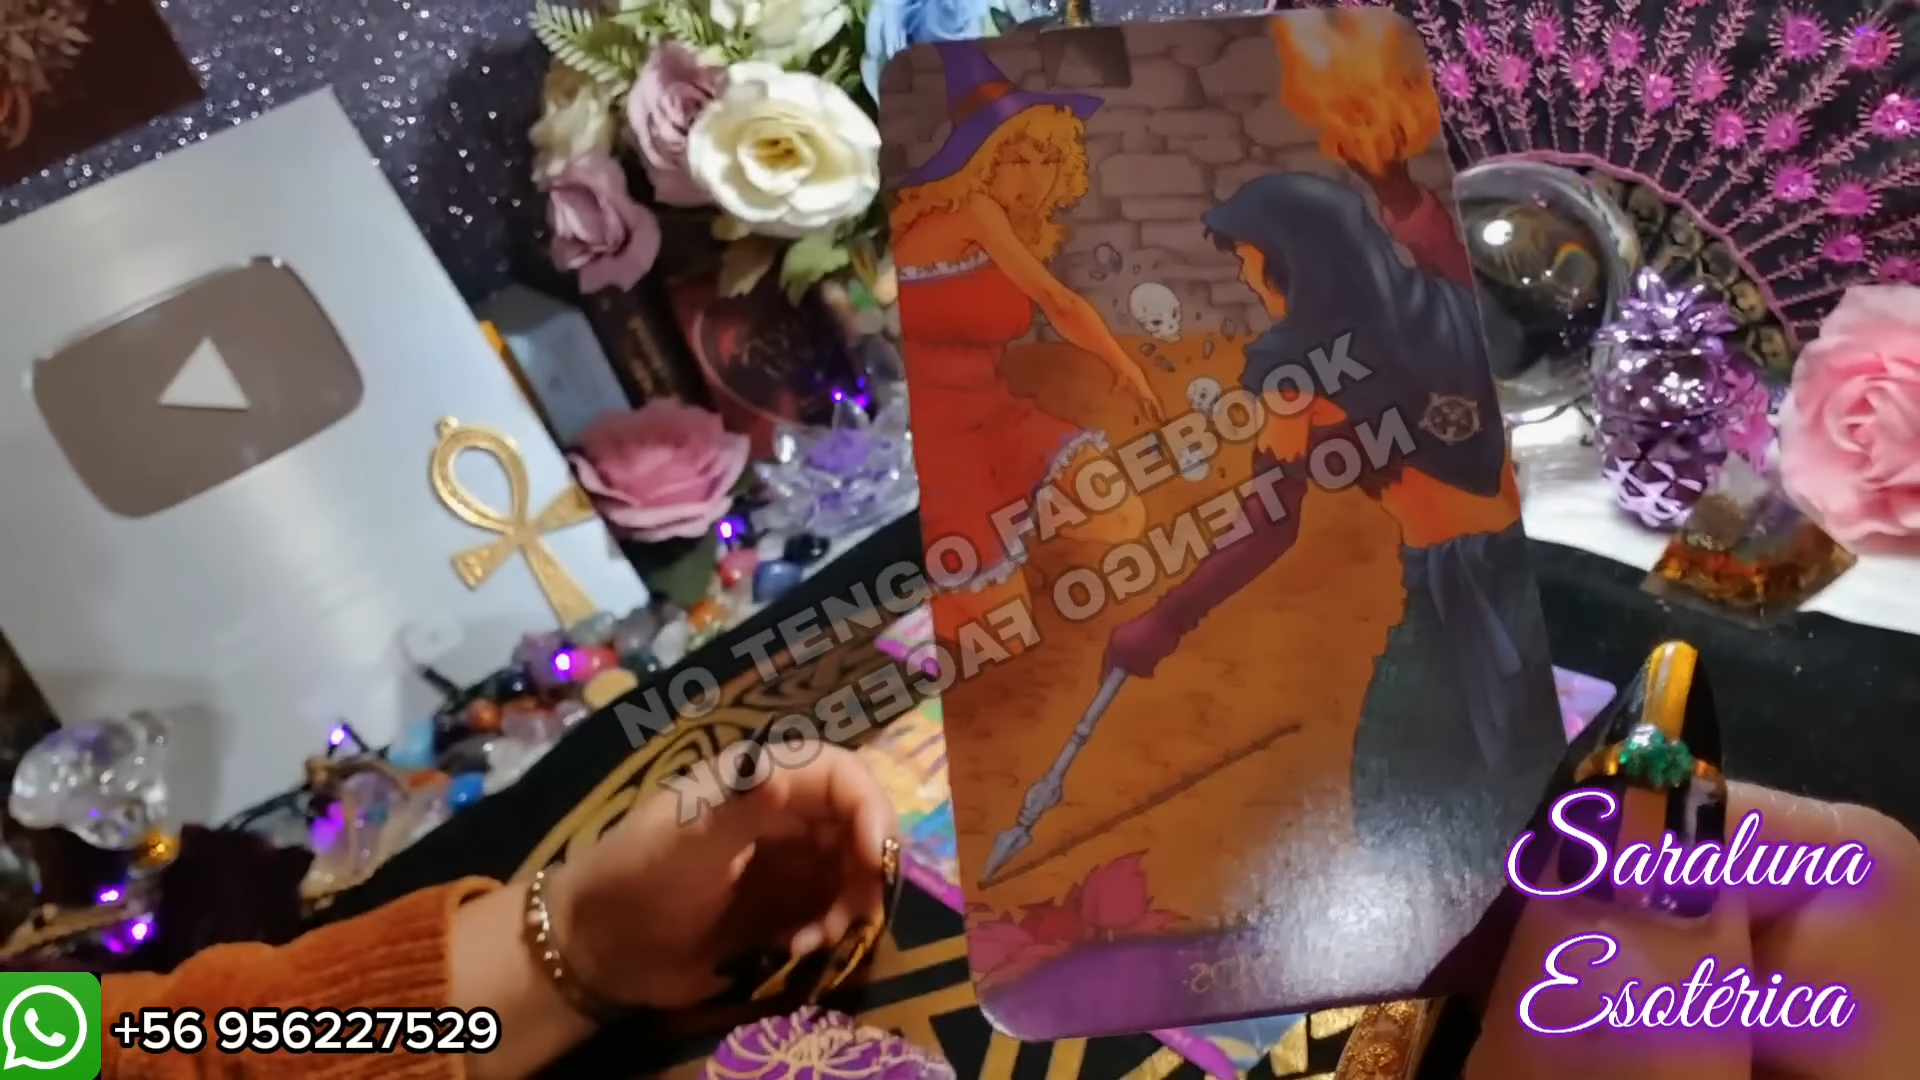 NO TENGO FACEBOOK
NO TENGO FACEBOOK
Saraluna
Esotérica
+56 956227529